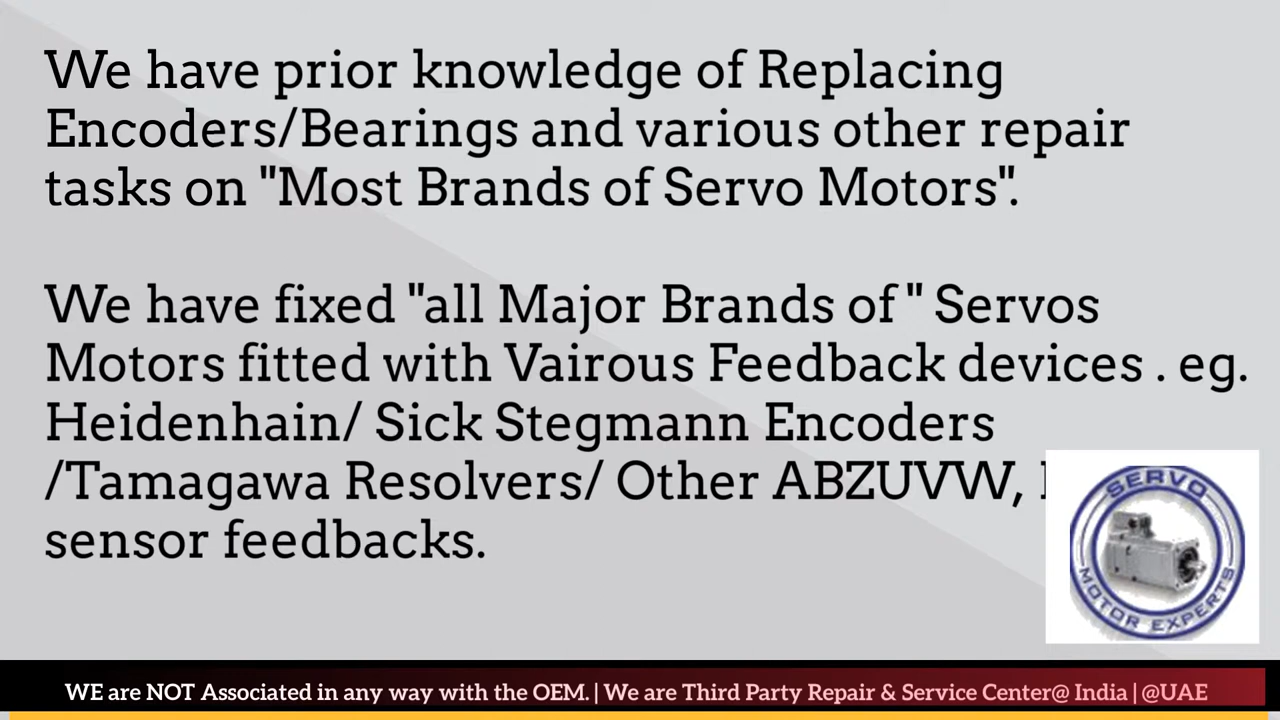 We have prior knowledge of Replacing
Encoders/Bearings and various other repair
tasks on "Most Brands of Servo Motors".
We have fixed "all Major Brands of " Servos
Motors fitted with Vairous Feedback devices . eg.
Heidenhain/ Sick Stegmann Encoders
/Tamagawa Resolvers/ Other ABZUVW,
sensor feedbacks.
SERVO
MOTOR EXPERTS
WE are NOT Associated in any way with the OEM. | We are Third Party Repair & Service Center@ India | @UAE